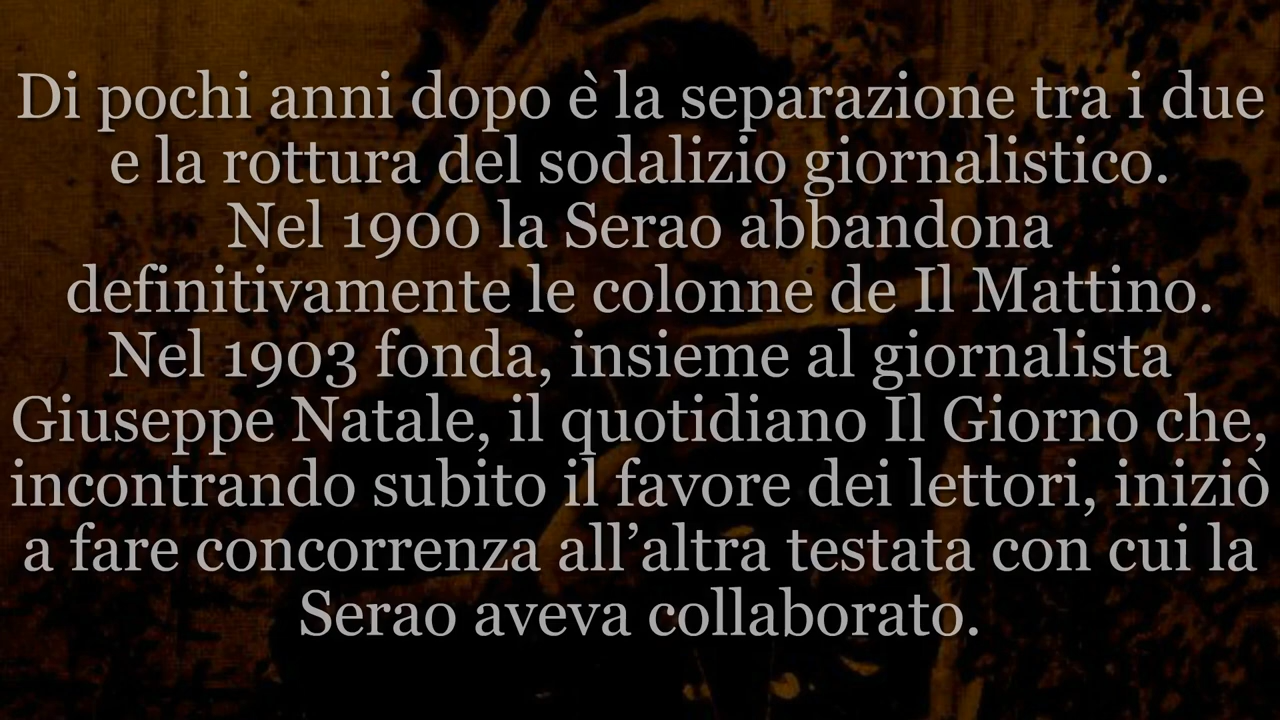 Di pochi anni dopo è la separazione tra i due
e la rottura del sodalizio giornalistico.
Nel 1900 la Serao abbandona
definitivamente le colonne de Il Mattino.
Nel 1903 fonda, insieme al giornalista
Giuseppe Natale, il quotidiano Il Giorno che,
incontrando subito il favore dei lettori, iniziò
a fare concorrenza all’altra testata con cui la
Serao aveva collaborato.